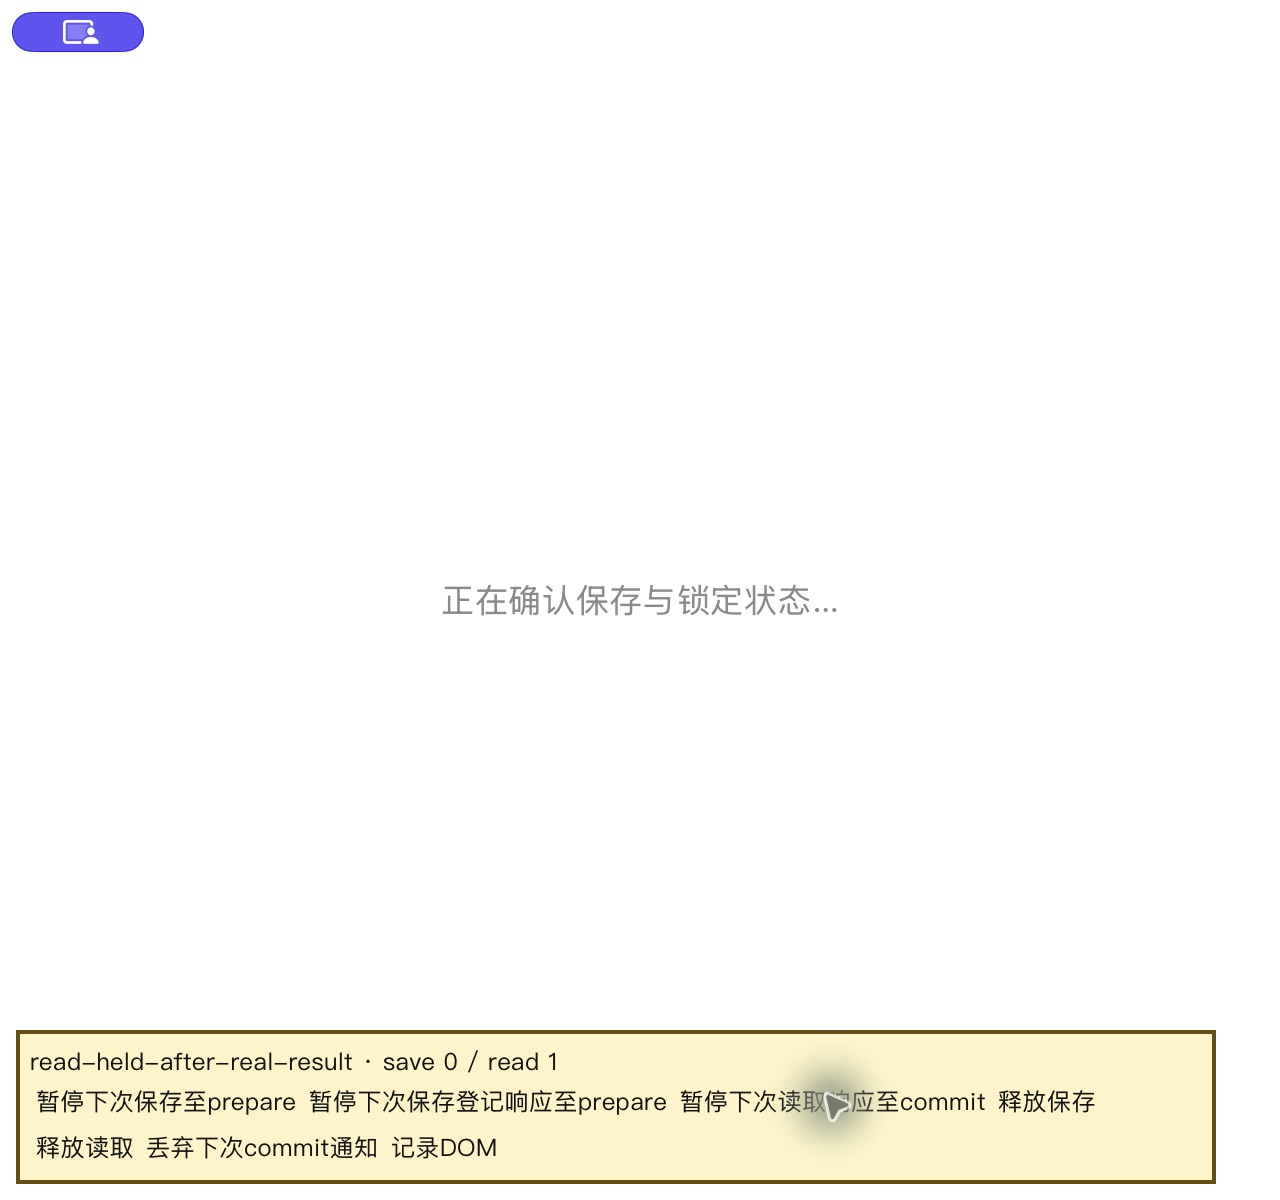 正在确认保存与锁定状态...
read-held-after-real-result · save 0 / read 1
暂停下次保存至prepare 暂停下次保存登记响应至prepare 暂停下次读取响应至commit 释放保存
释放读取 丢弃下次commit通知 记录DOM